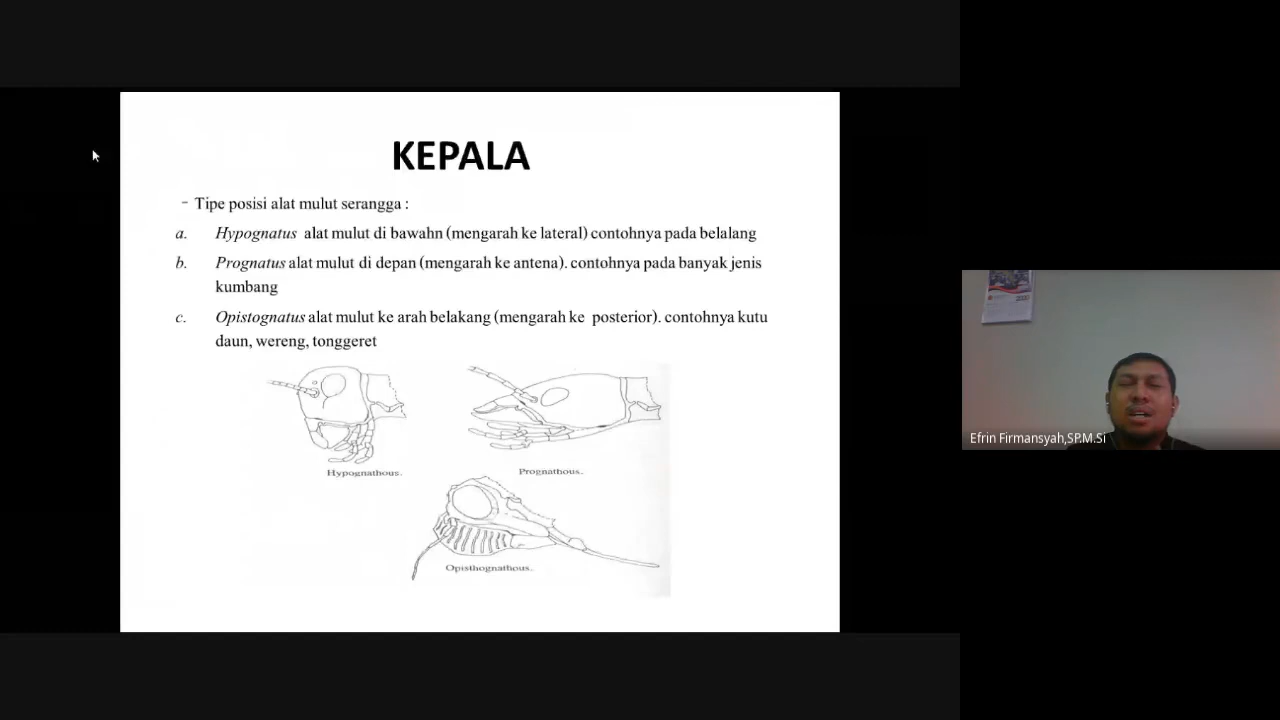 KEPALA
- Tipe posisi alat mulut serangga :
a. Hypognatus alat mulut di bawahn (mengarah ke lateral) contohnya pada belalang
b. Prognatus alat mulut di depan (mengarah ke antena). contohnya pada banyak jenis
kumbang
c. Opistognatus alat mulut ke arah belakang (mengarah ke posterior). contohnya kutu
daun, wereng, tonggeret
Hypognathous.
Prognathous.
Opisthognathous.
Efrin Firmansyah,SP.M.Si